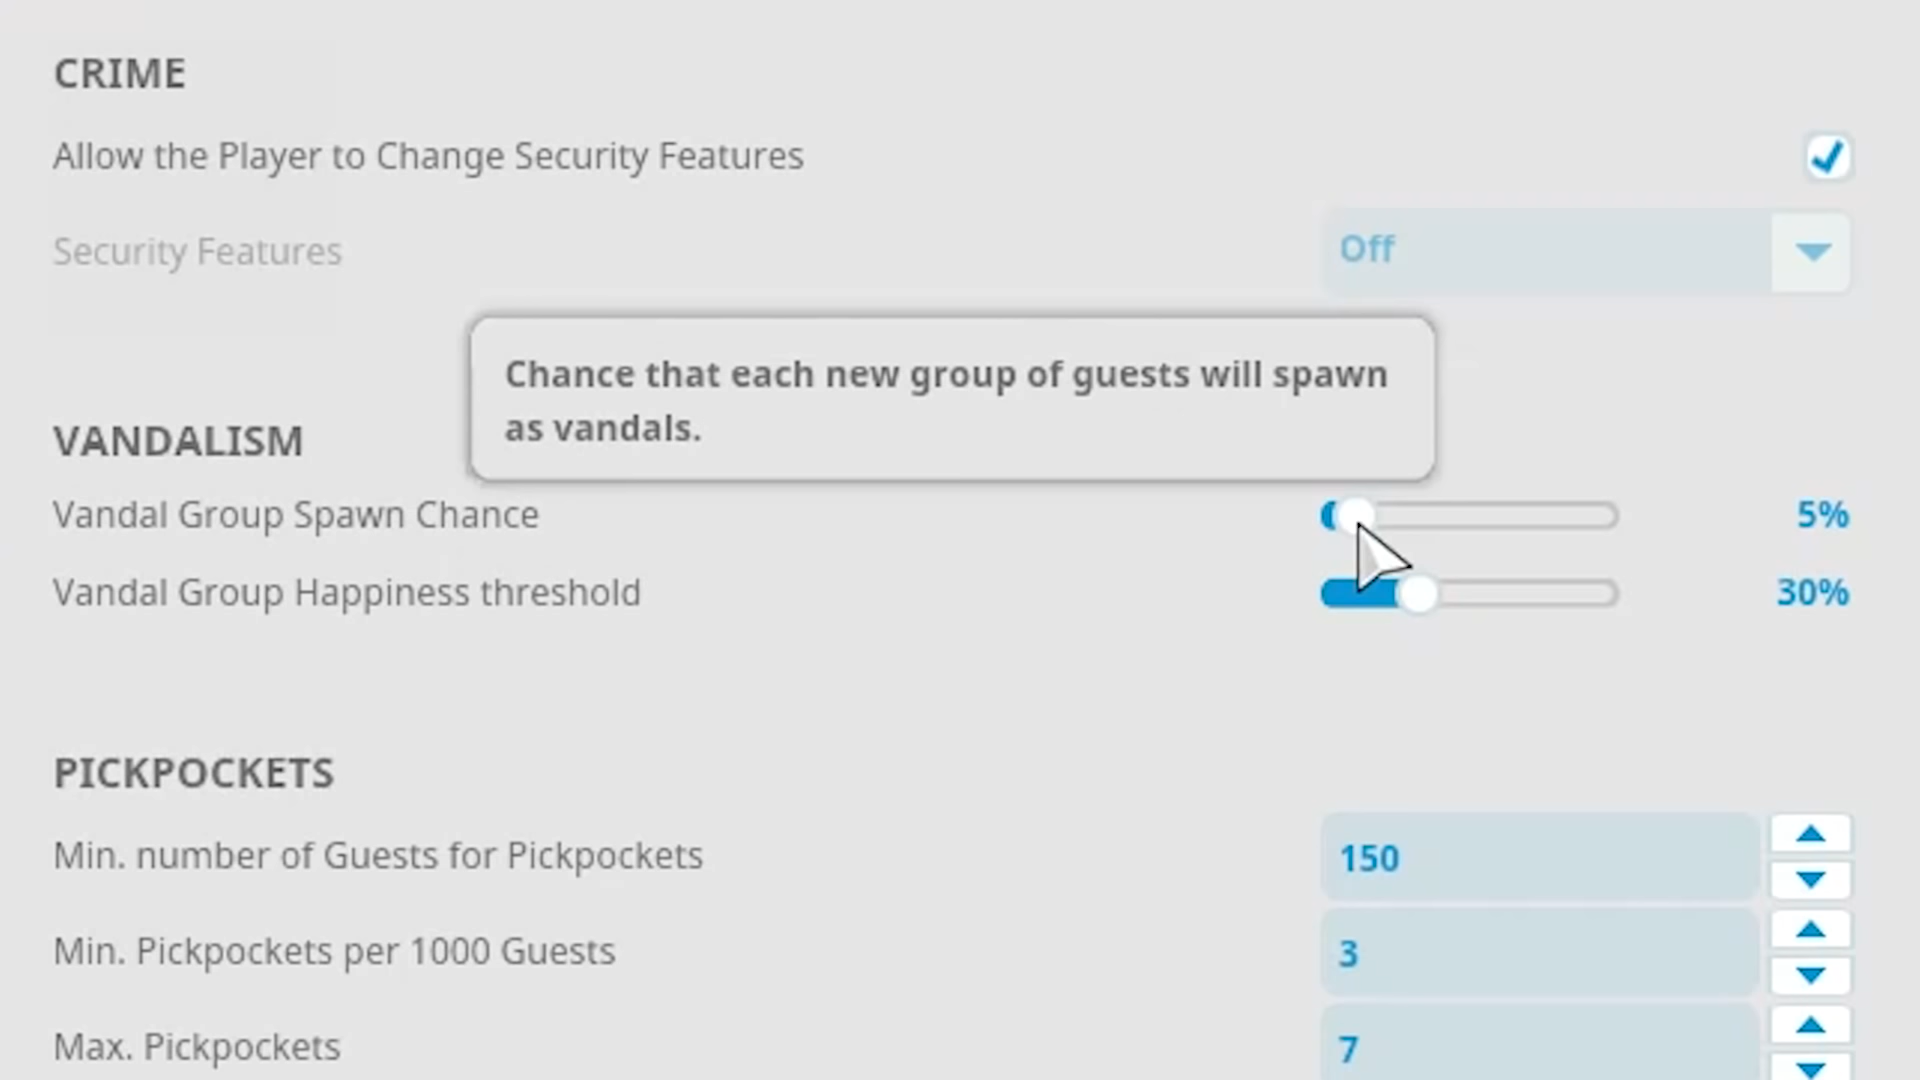 CRIME
Allow the Player to Change Security Features
Security Features
Off
Chance that each new group of guests will spawn
as vandals.
VANDALISM
Vandal Group Spawn Chance
5%
Vandal Group Happiness threshold
30%
PICKPOCKETS
Min. number of Guests for Pickpockets
150
Min. Pickpockets per 1000 Guests
3
Max. Pickpockets
7